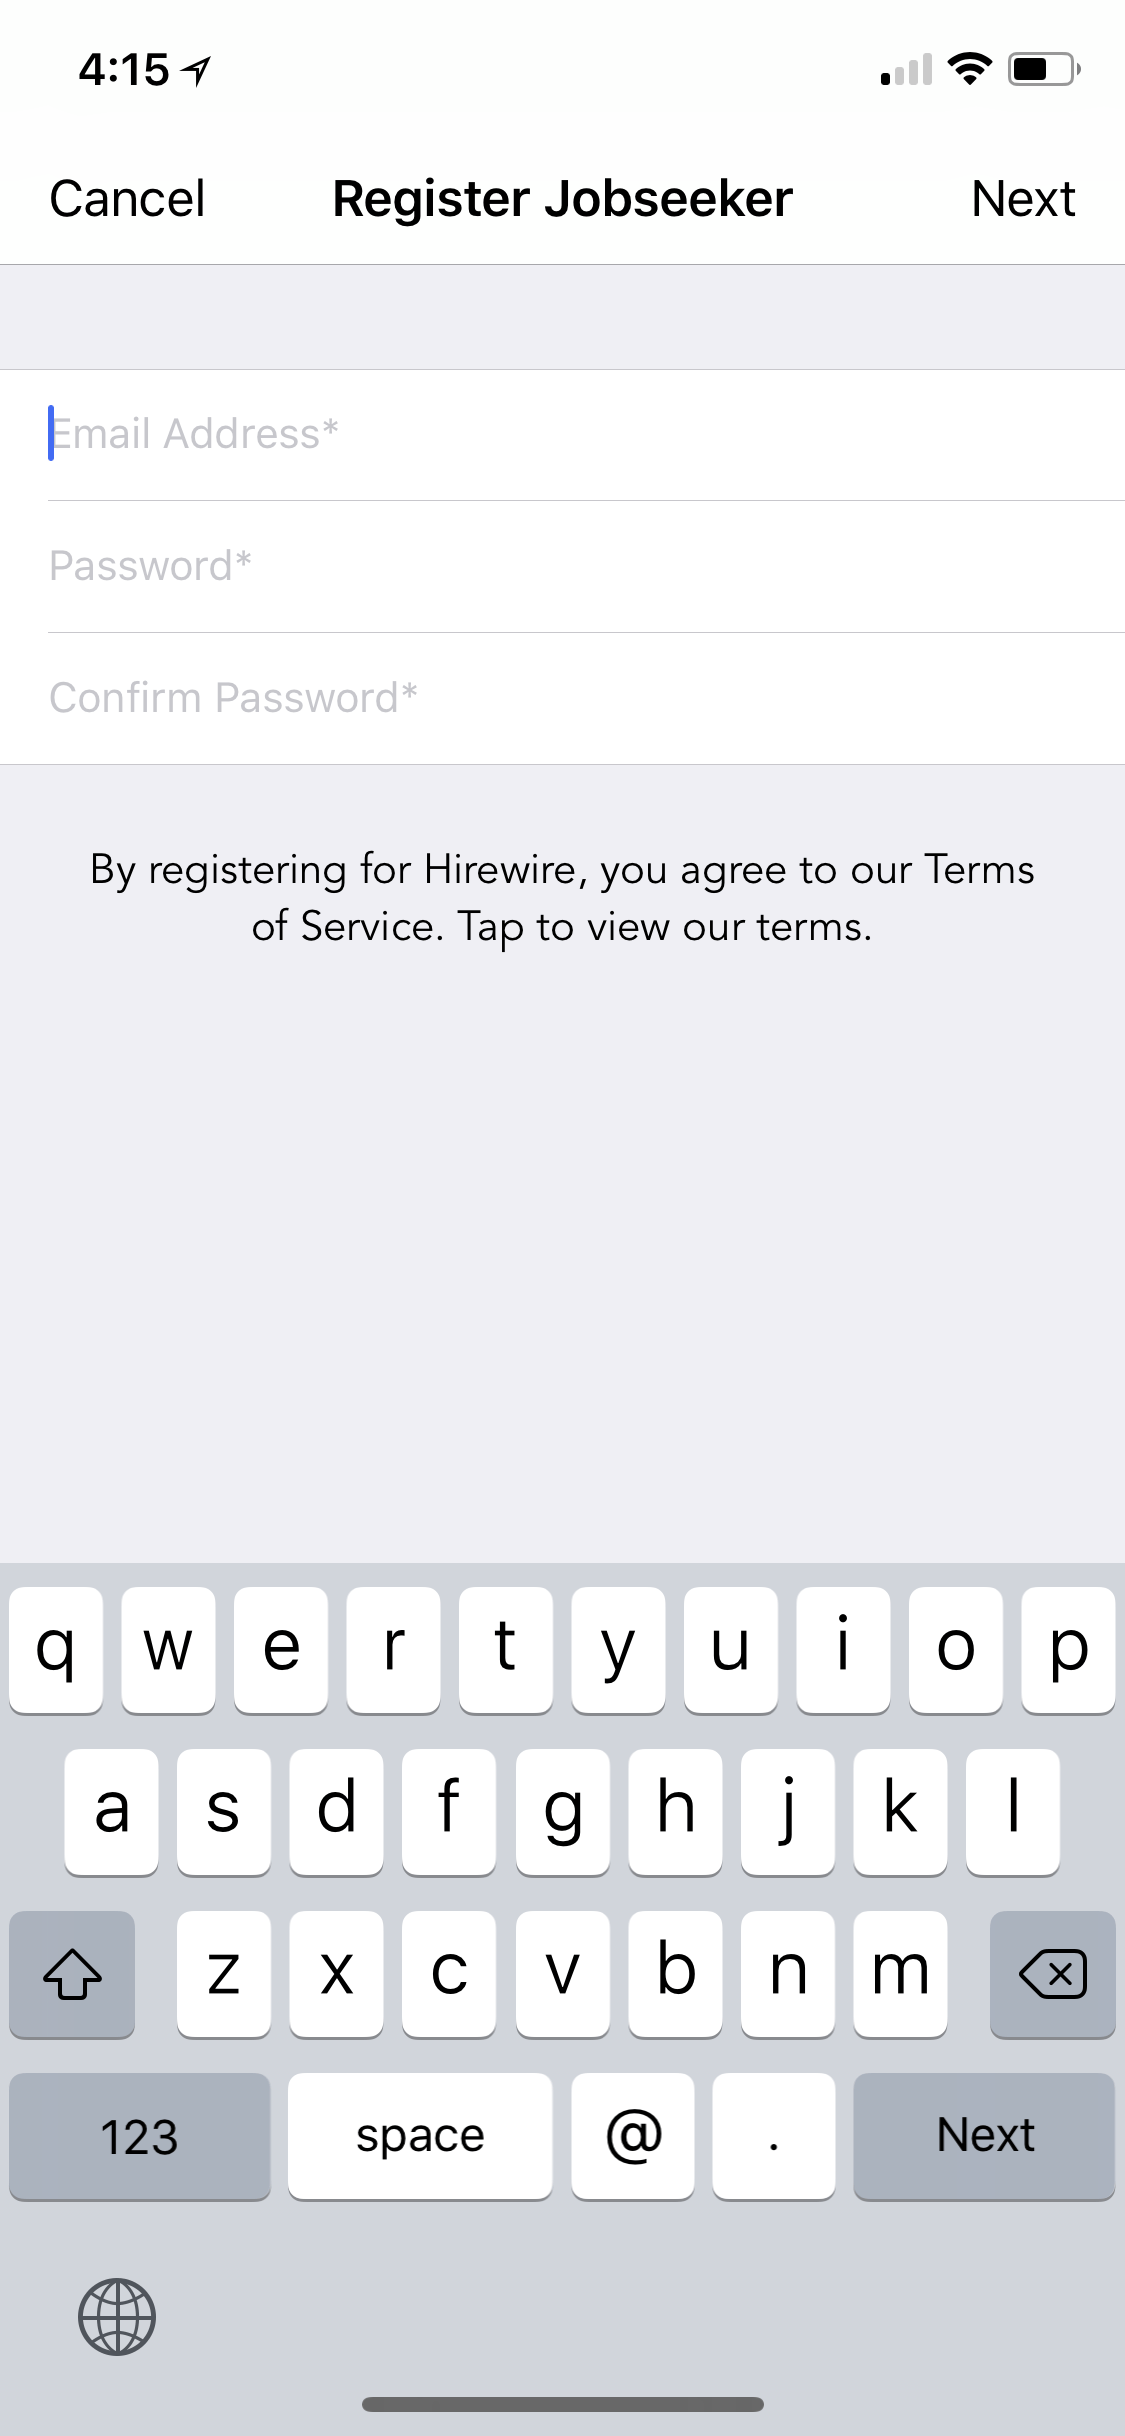 4:15
Cancel Register Jobseeker Next
Email Address*
Password*
Confirm Password*
By registering for Hirewire, you agree to our Terms
of Service. Tap to view our terms.
q w e r t y u i o p
a s d f g h j k l
z x c v b n m
123 space @ . Next